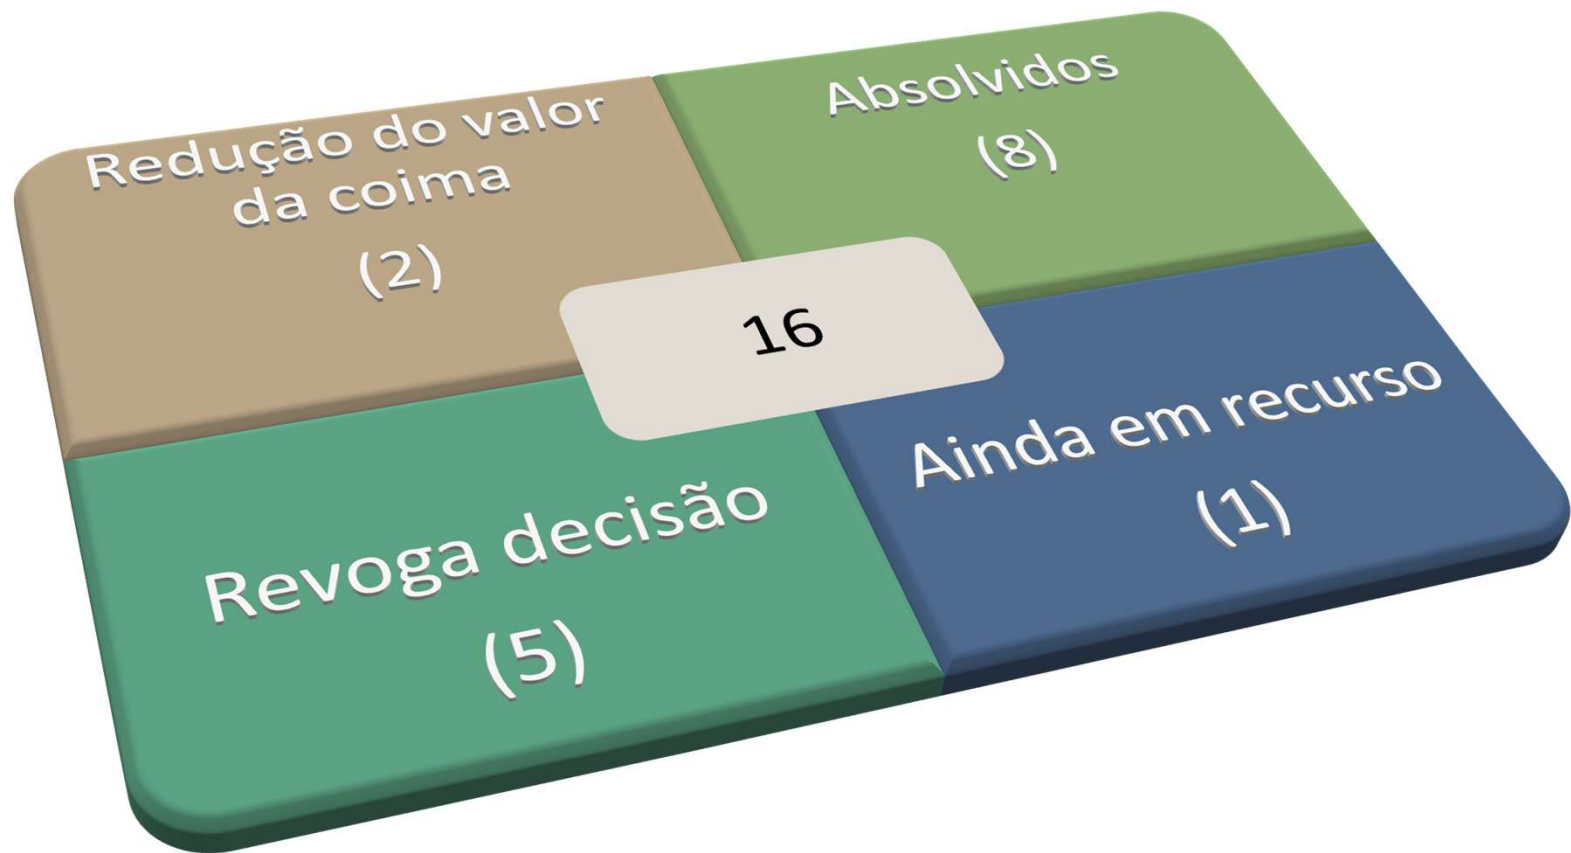 Redução do valor
da coima
(2)
Absolvidos
(8)
16
Revoga decisão
(5)
Ainda em recurso
(1)